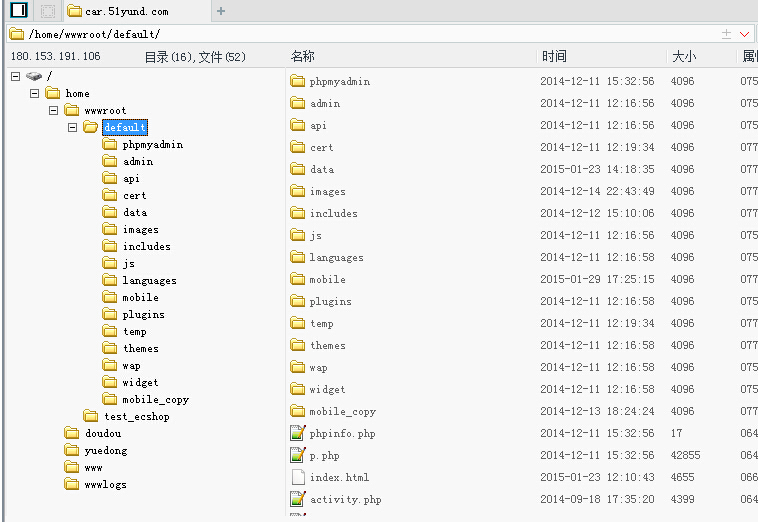 car.51yund.com
/home/wwwroot/default/
180.153.191.106 目录(16),文件(52) 名称 时间 大小
/
home
wwwroot
default
phpmyadmin
admin
api
cert
data
images
includes
js
languages
mobile
plugins
temp
themes
wap
widget
mobile_copy
test_ecshop
doudou
yuedong
www
wwwlogs
phpmyadmin 2014-12-11 15:32:56 4096 075
admin 2014-12-11 12:16:56 4096 075
api 2014-12-11 12:16:56 4096 075
cert 2014-12-11 12:19:34 4096 077
data 2015-01-23 14:18:35 4096 077
images 2014-12-14 22:43:49 4096 077
includes 2014-12-12 15:10:06 4096 077
js 2014-12-11 12:16:56 4096 075
languages 2014-12-11 12:16:58 4096 075
mobile 2015-01-29 17:25:15 4096 077
plugins 2014-12-11 12:16:58 4096 075
temp 2014-12-11 12:19:34 4096 077
themes 2014-12-11 12:16:58 4096 077
wap 2014-12-11 12:16:58 4096 075
widget 2014-12-11 12:16:58 4096 075
mobile_copy 2014-12-13 18:24:24 4096 077
phpinfo.php 2014-12-11 15:32:56 17 064
p.php 2014-12-11 15:32:56 42855 064
index.html 2015-01-23 12:10:43 4655 066
activity.php 2014-09-18 17:35:20 4399 064